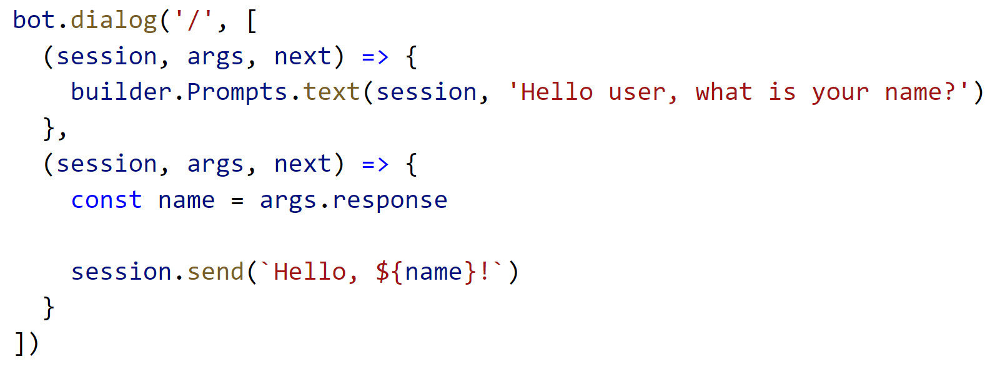 bot.dialog('/', [
  (session, args, next) => {
    builder.Prompts.text(session, 'Hello user, what is your name?')
  },
  (session, args, next) => {
    const name = args.response

    session.send(`Hello, ${name}!`)
  }
])